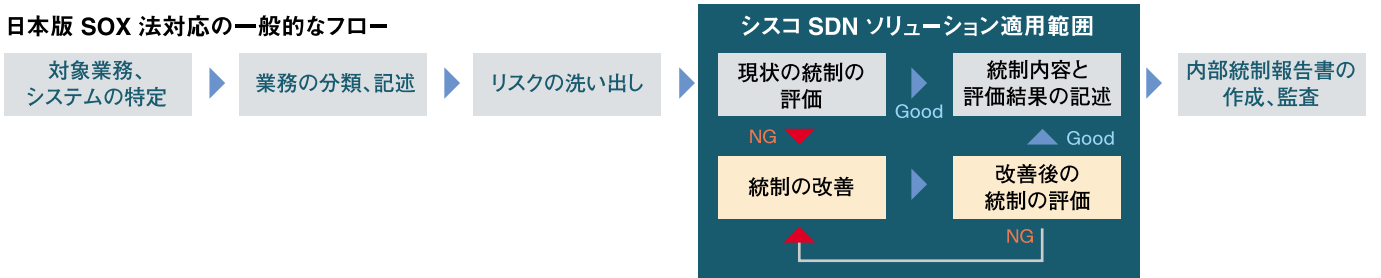 日本版 SOX 法対応の一般的なフロー
シスコ SDN ソリューション適用範囲
対象業務、
システムの特定
業務の分類、記述
リスクの洗い出し
現状の統制の
評価
Good
統制内容と
評価結果の記述
内部統制報告書の
作成、監査
NG
Good
統制の改善
改善後の
統制の評価
NG